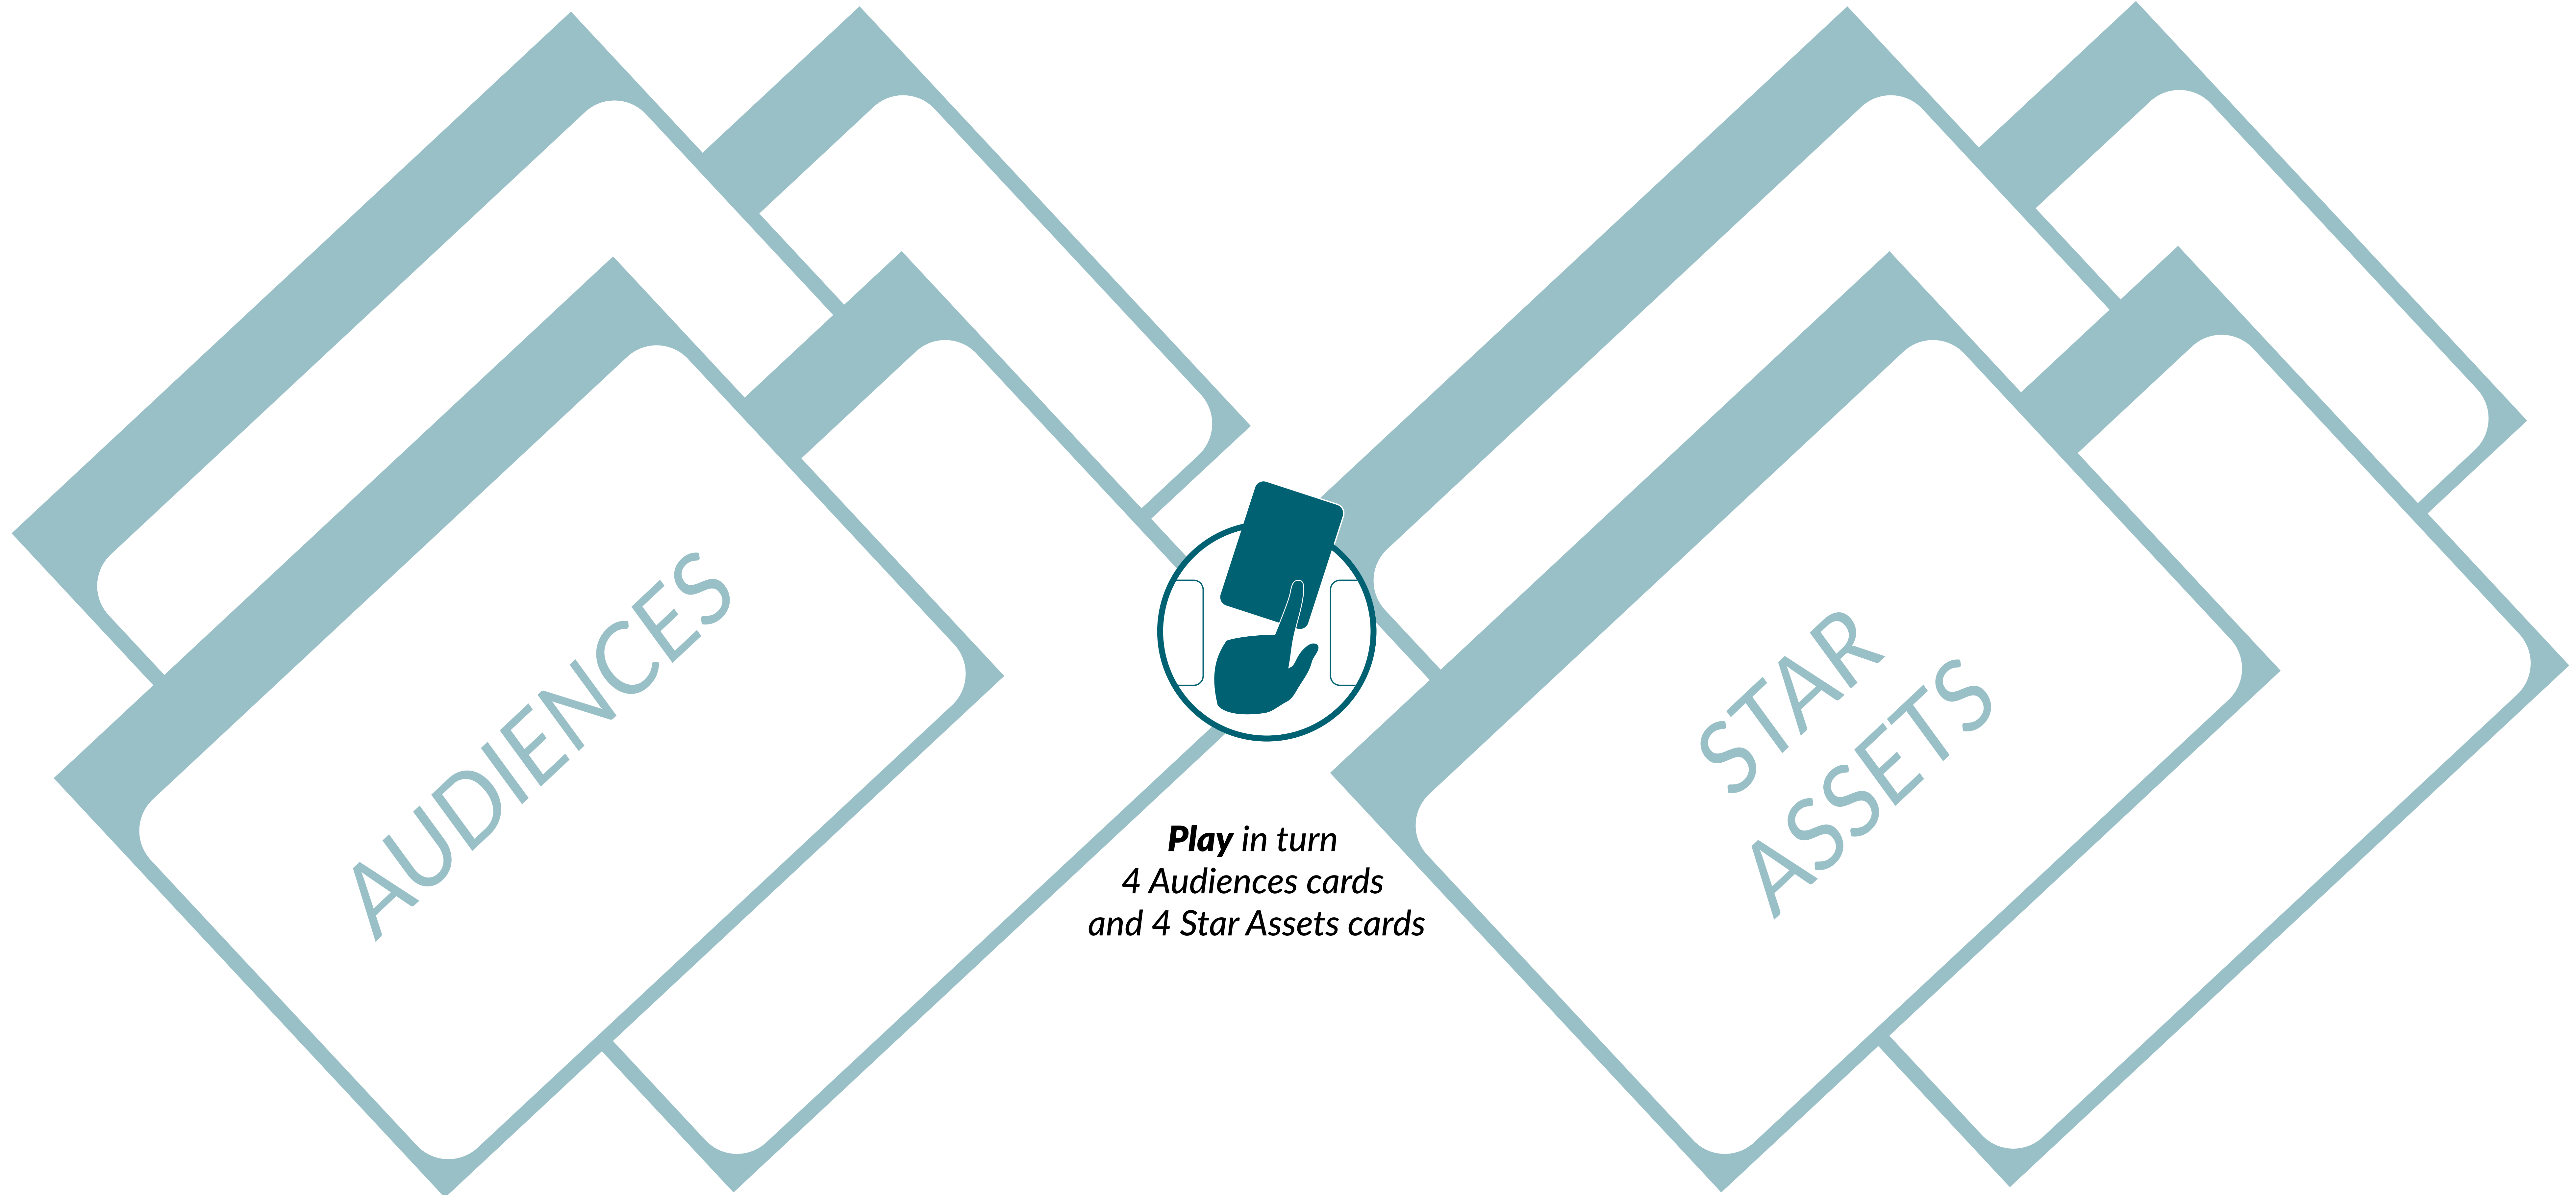 AUDIENCES
STAR
ASSETS
Play in turn
4 Audiences cards
and 4 Star Assets cards